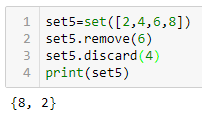 1 set5=set([2,4,6,8])
2 set5.remove(6)
3 set5.discard(4)
4 print(set5)
{8, 2}